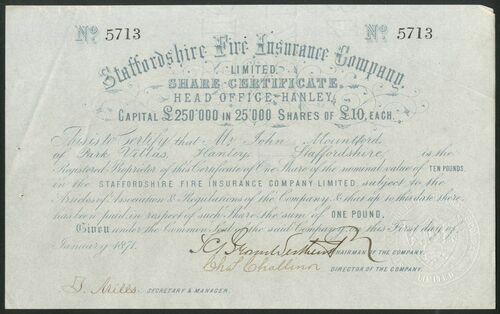 Nº 5713 Nº 5713
Staffordshire Fire Insurance Company,
LIMITED.
SHARE CERTIFICATE.
HEAD OFFICE, HANLEY,
CAPITAL £250'000 IN 25'000 SHARES OF £10, EACH.
This is to Certify that Mr John Mountford
of Park Villas, Hanley, Staffordshire is the
Registered Proprietor of this Certificate of One Share of the nominal value of TEN POUNDS,
in the STAFFORDSHIRE FIRE INSURANCE COMPANY LIMITED, subject to the
Articles of Association & Regulations of the Company & that up to this date there
has been paid in respect of such Share the sum of ONE POUND.
Given under the Common Seal of the said Company, on this First day of
January 1871.
CHAIRMAN OF THE COMPANY.
Chas Challinor DIRECTOR OF THE COMPANY.
SECRETARY & MANAGER.
LIMITED